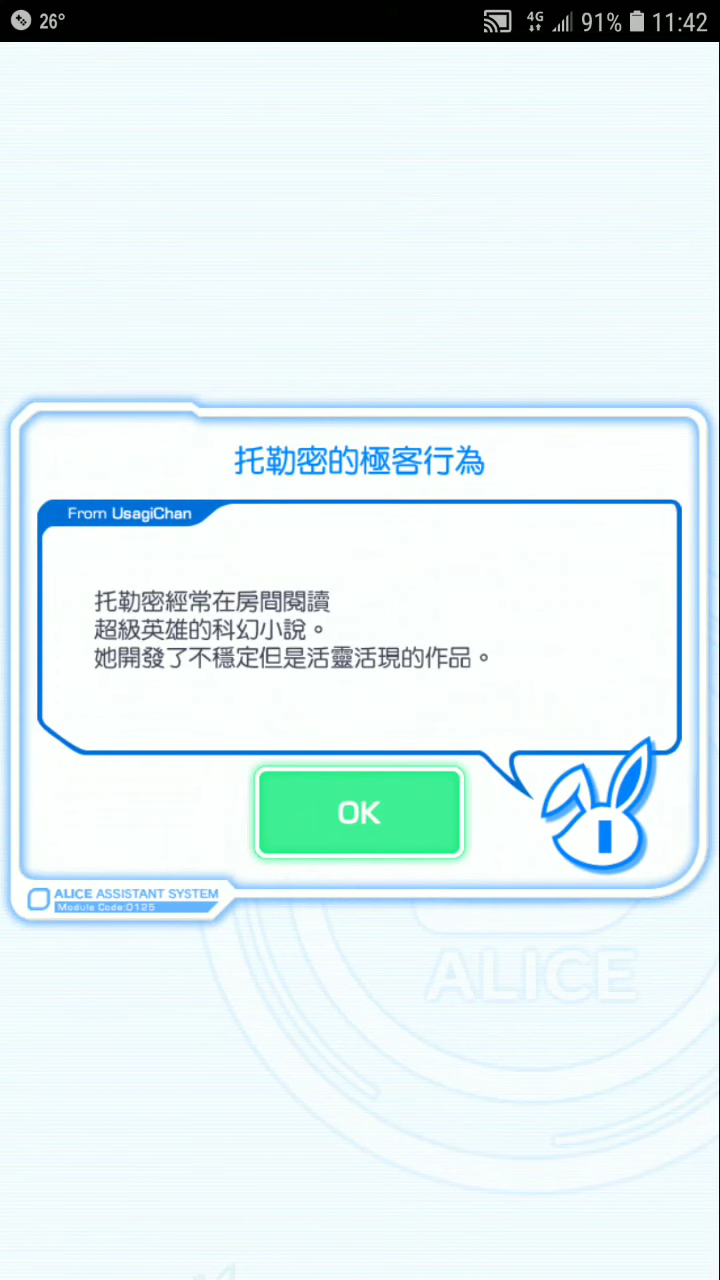 26°
4G 91% 11:42
托勒密的極客行為
From UsagiChan
托勒密經常在房間閱讀
超級英雄的科幻小說。
她開發了不穩定但是活靈活現的作品。
OK
ALICE ASSISTANT SYSTEM
Module Code:0125
ALICE